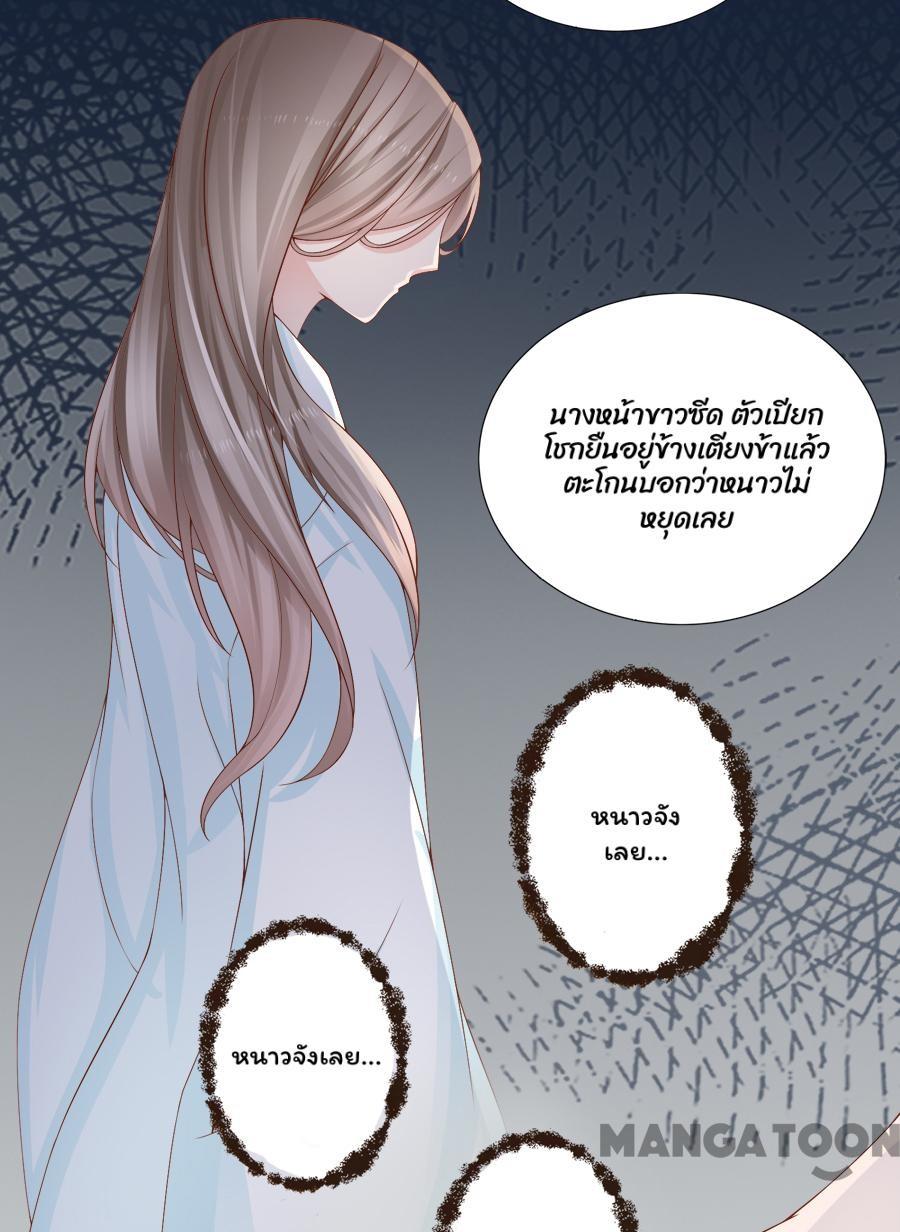 นางหน้าขาวซีด ตัวเปียก
โชกยืนอยู่ข้างเตียงข้าแล้ว
ตะโกนบอกว่าหนาวไม่
หยุดเลย
หนาวจัง
เลย...
หนาวจังเลย...
MANGATOON